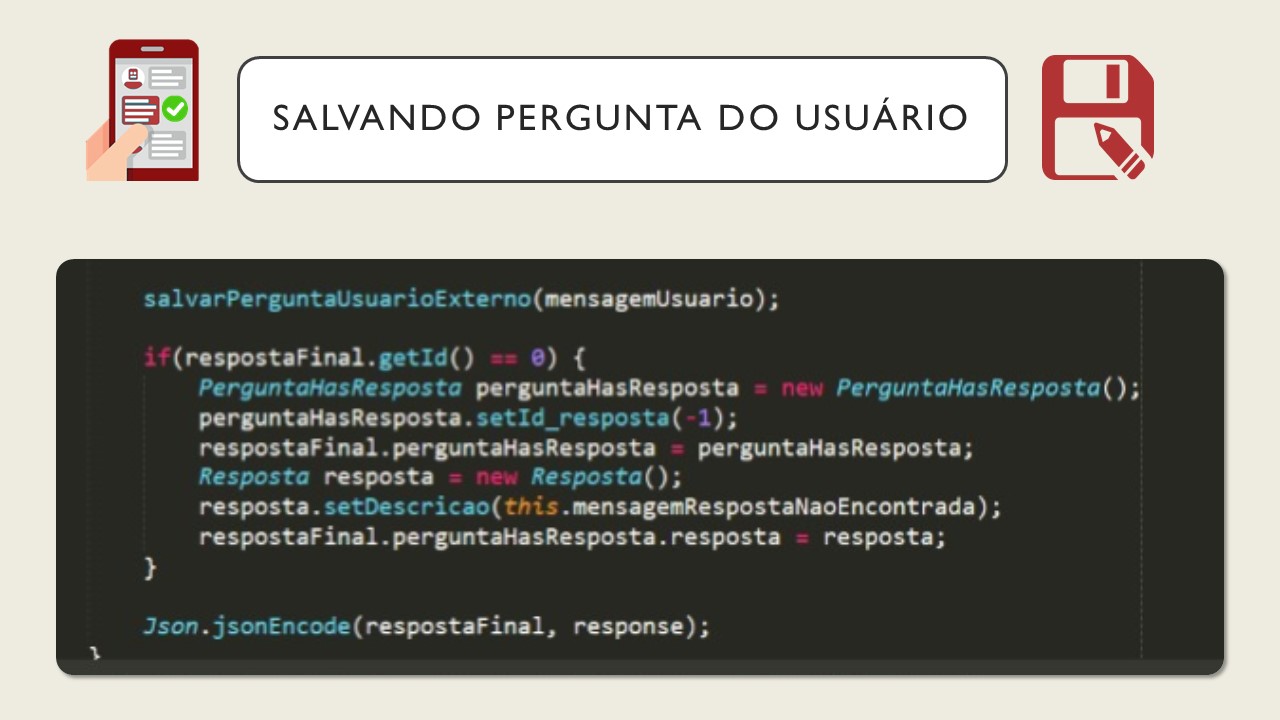 SALVANDO PERGUNTA DO USUÁRIO
salvarPerguntaUsuarioExterno(mensagemUsuario);
if(respostaFinal.getId() == 0) {
PerguntaHasResposta perguntaHasResposta = new PerguntaHasResposta();
perguntaHasResposta.setId_resposta(-1);
respostaFinal.perguntaHasResposta = perguntaHasResposta;
Resposta resposta = new Resposta();
resposta.setDescricao(this.mensagemRespostaNaoEncontrada);
respostaFinal.perguntaHasResposta.resposta = resposta;
}
Json.jsonEncode(respostaFinal, response);
}